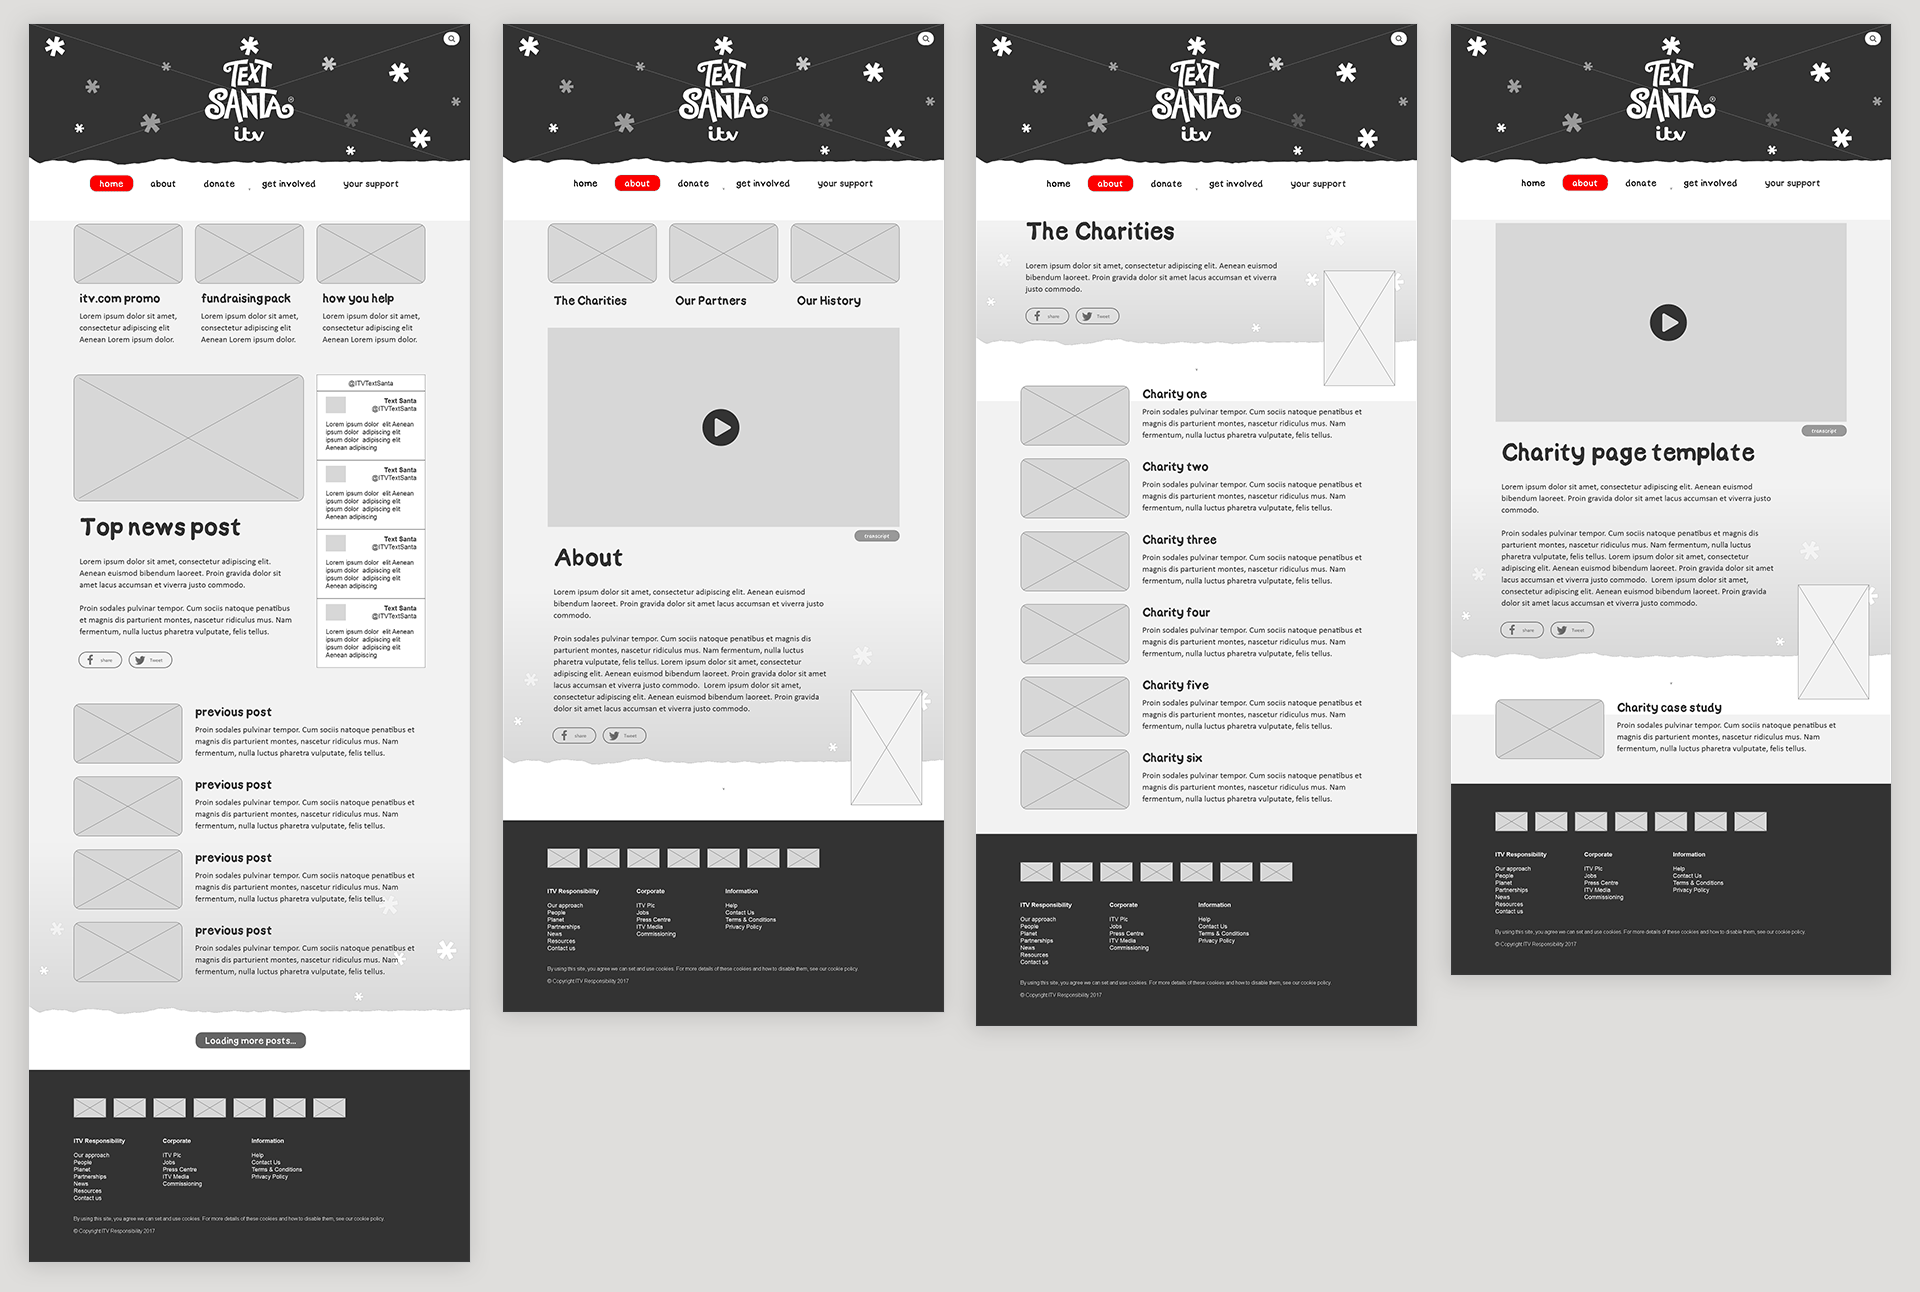 TEXT
SANTA®
itv
home about donate get involved your support
itv.com promo
Lorem ipsum dolor sit amet,
consectetur adipiscing elit
Aenean Lorem ipsum dolor.
fundraising pack
Lorem ipsum dolor sit amet,
consectetur adipiscing elit
Aenean Lorem ipsum dolor.
how you help
Lorem ipsum dolor sit amet,
consectetur adipiscing elit
Aenean Lorem ipsum dolor.
Top news post
Lorem ipsum dolor sit amet, consectetur adipiscing elit.
Aenean euismod bibendum laoreet. Proin gravida dolor sit
amet lacus accumsan et viverra justo commodo.
Proin sodales pulvinar tempor. Cum sociis natoque penatibus
et magnis dis parturient montes, nascetur ridiculus mus. Nam
fermentum, nulla luctus pharetra vulputate, felis tellus.
share Tweet
@ITVTextSanta
Text Santa
@ITVTextSanta
Lorem ipsum dolor elit Aenean
ipsum dolor adipiscing elit
ipsum dolor adipiscing elit
Aenean adipiscing
Text Santa
@ITVTextSanta
Lorem ipsum dolor elit Aenean
ipsum dolor adipiscing elit
ipsum dolor adipiscing elit
Aenean adipiscing
Text Santa
@ITVTextSanta
Lorem ipsum dolor elit Aenean
ipsum dolor adipiscing elit
ipsum dolor adipiscing elit
Aenean adipiscing
Text Santa
@ITVTextSanta
Lorem ipsum dolor elit Aenean
ipsum dolor adipiscing elit
ipsum dolor adipiscing elit
Aenean adipiscing
previous post
Proin sodales pulvinar tempor. Cum sociis natoque penatibus et
magnis dis parturient montes, nascetur ridiculus mus. Nam
fermentum, nulla luctus pharetra vulputate, felis tellus.
previous post
Proin sodales pulvinar tempor. Cum sociis natoque penatibus et
magnis dis parturient montes, nascetur ridiculus mus. Nam
fermentum, nulla luctus pharetra vulputate, felis tellus.
previous post
Proin sodales pulvinar tempor. Cum sociis natoque penatibus et
magnis dis parturient montes, nascetur ridiculus mus. Nam
fermentum, nulla luctus pharetra vulputate, felis tellus.
previous post
Proin sodales pulvinar tempor. Cum sociis natoque penatibus et
magnis dis parturient montes, nascetur ridiculus mus. Nam
fermentum, nulla luctus pharetra vulputate, felis tellus.
Loading more posts...
ITV Responsibility
Our approach
People
Planet
Partnerships
News
Resources
Contact us
Corporate
ITV Plc
Jobs
Press Centre
ITV Media
Commissioning
Information
Help
Contact Us
Terms & Conditions
Privacy Policy
By using this site, you agree we can set and use cookies. For more details of these cookies and how to disable them, see our cookie policy.
© Copyright ITV Responsibility 2017
TEXT
SANTA®
itv
home about donate get involved your support
The Charities Our Partners Our History
transcript
About
Lorem ipsum dolor sit amet, consectetur adipiscing elit. Aenean euismod
bibendum laoreet. Proin gravida dolor sit amet lacus accumsan et viverra justo
commodo.
Proin sodales pulvinar tempor. Cum sociis natoque penatibus et magnis dis
parturient montes, nascetur ridiculus mus. Nam fermentum, nulla luctus
pharetra vulputate, felis tellus. Lorem ipsum dolor sit amet, consectetur
adipiscing elit. Aenean euismod bibendum laoreet. Proin gravida dolor sit amet
lacus accumsan et viverra justo commodo. Lorem ipsum dolor sit amet,
consectetur adipiscing elit. Aenean euismod bibendum laoreet. Proin gravida
dolor sit amet lacus accumsan et viverra justo commodo.
share Tweet
ITV Responsibility
Our approach
People
Planet
Partnerships
News
Resources
Contact us
Corporate
ITV Plc
Jobs
Press Centre
ITV Media
Commissioning
Information
Help
Contact Us
Terms & Conditions
Privacy Policy
By using this site, you agree we can set and use cookies. For more details of these cookies and how to disable them, see our cookie policy.
© Copyright ITV Responsibility 2017
TEXT
SANTA®
itv
home about donate get involved your support
The Charities
Lorem ipsum dolor sit amet, consectetur adipiscing elit. Aenean euismod
bibendum laoreet. Proin gravida dolor sit amet lacus accumsan et viverra
justo commodo.
share Tweet
Charity one
Proin sodales pulvinar tempor. Cum sociis natoque penatibus et
magnis dis parturient montes, nascetur ridiculus mus. Nam
fermentum, nulla luctus pharetra vulputate, felis tellus.
Charity two
Proin sodales pulvinar tempor. Cum sociis natoque penatibus et
magnis dis parturient montes, nascetur ridiculus mus. Nam
fermentum, nulla luctus pharetra vulputate, felis tellus.
Charity three
Proin sodales pulvinar tempor. Cum sociis natoque penatibus et
magnis dis parturient montes, nascetur ridiculus mus. Nam
fermentum, nulla luctus pharetra vulputate, felis tellus.
Charity four
Proin sodales pulvinar tempor. Cum sociis natoque penatibus et
magnis dis parturient montes, nascetur ridiculus mus. Nam
fermentum, nulla luctus pharetra vulputate, felis tellus.
Charity five
Proin sodales pulvinar tempor. Cum sociis natoque penatibus et
magnis dis parturient montes, nascetur ridiculus mus. Nam
fermentum, nulla luctus pharetra vulputate, felis tellus.
Charity six
Proin sodales pulvinar tempor. Cum sociis natoque penatibus et
magnis dis parturient montes, nascetur ridiculus mus. Nam
fermentum, nulla luctus pharetra vulputate, felis tellus.
ITV Responsibility
Our approach
People
Planet
Partnerships
News
Resources
Contact us
Corporate
ITV Plc
Jobs
Press Centre
ITV Media
Commissioning
Information
Help
Contact Us
Terms & Conditions
Privacy Policy
By using this site, you agree we can set and use cookies. For more details of these cookies and how to disable them, see our cookie policy.
© Copyright ITV Responsibility 2017
TEXT
SANTA®
itv
home about donate get involved your support
transcript
Charity page template
Lorem ipsum dolor sit amet, consectetur adipiscing elit. Aenean euismod
bibendum laoreet. Proin gravida dolor sit amet lacus accumsan et viverra justo
commodo.
Proin sodales pulvinar tempor. Cum sociis natoque penatibus et magnis dis
parturient montes, nascetur ridiculus mus. Nam fermentum, nulla luctus
pharetra vulputate, felis tellus. Lorem ipsum dolor sit amet, consectetur
adipiscing elit. Aenean euismod bibendum laoreet. Proin gravida dolor sit amet
lacus accumsan et viverra justo commodo. Lorem ipsum dolor sit amet,
consectetur adipiscing elit. Aenean euismod bibendum laoreet. Proin gravida
dolor sit amet lacus accumsan et viverra justo commodo.
share Tweet
Charity case study
Proin sodales pulvinar tempor. Cum sociis natoque penatibus et
magnis dis parturient montes, nascetur ridiculus mus. Nam
fermentum, nulla luctus pharetra vulputate, felis tellus.
ITV Responsibility
Our approach
People
Planet
Partnerships
News
Resources
Contact us
Corporate
ITV Plc
Jobs
Press Centre
ITV Media
Commissioning
Information
Help
Contact Us
Terms & Conditions
Privacy Policy
By using this site, you agree we can set and use cookies. For more details of these cookies and how to disable them, see our cookie policy.
© Copyright ITV Responsibility 2017